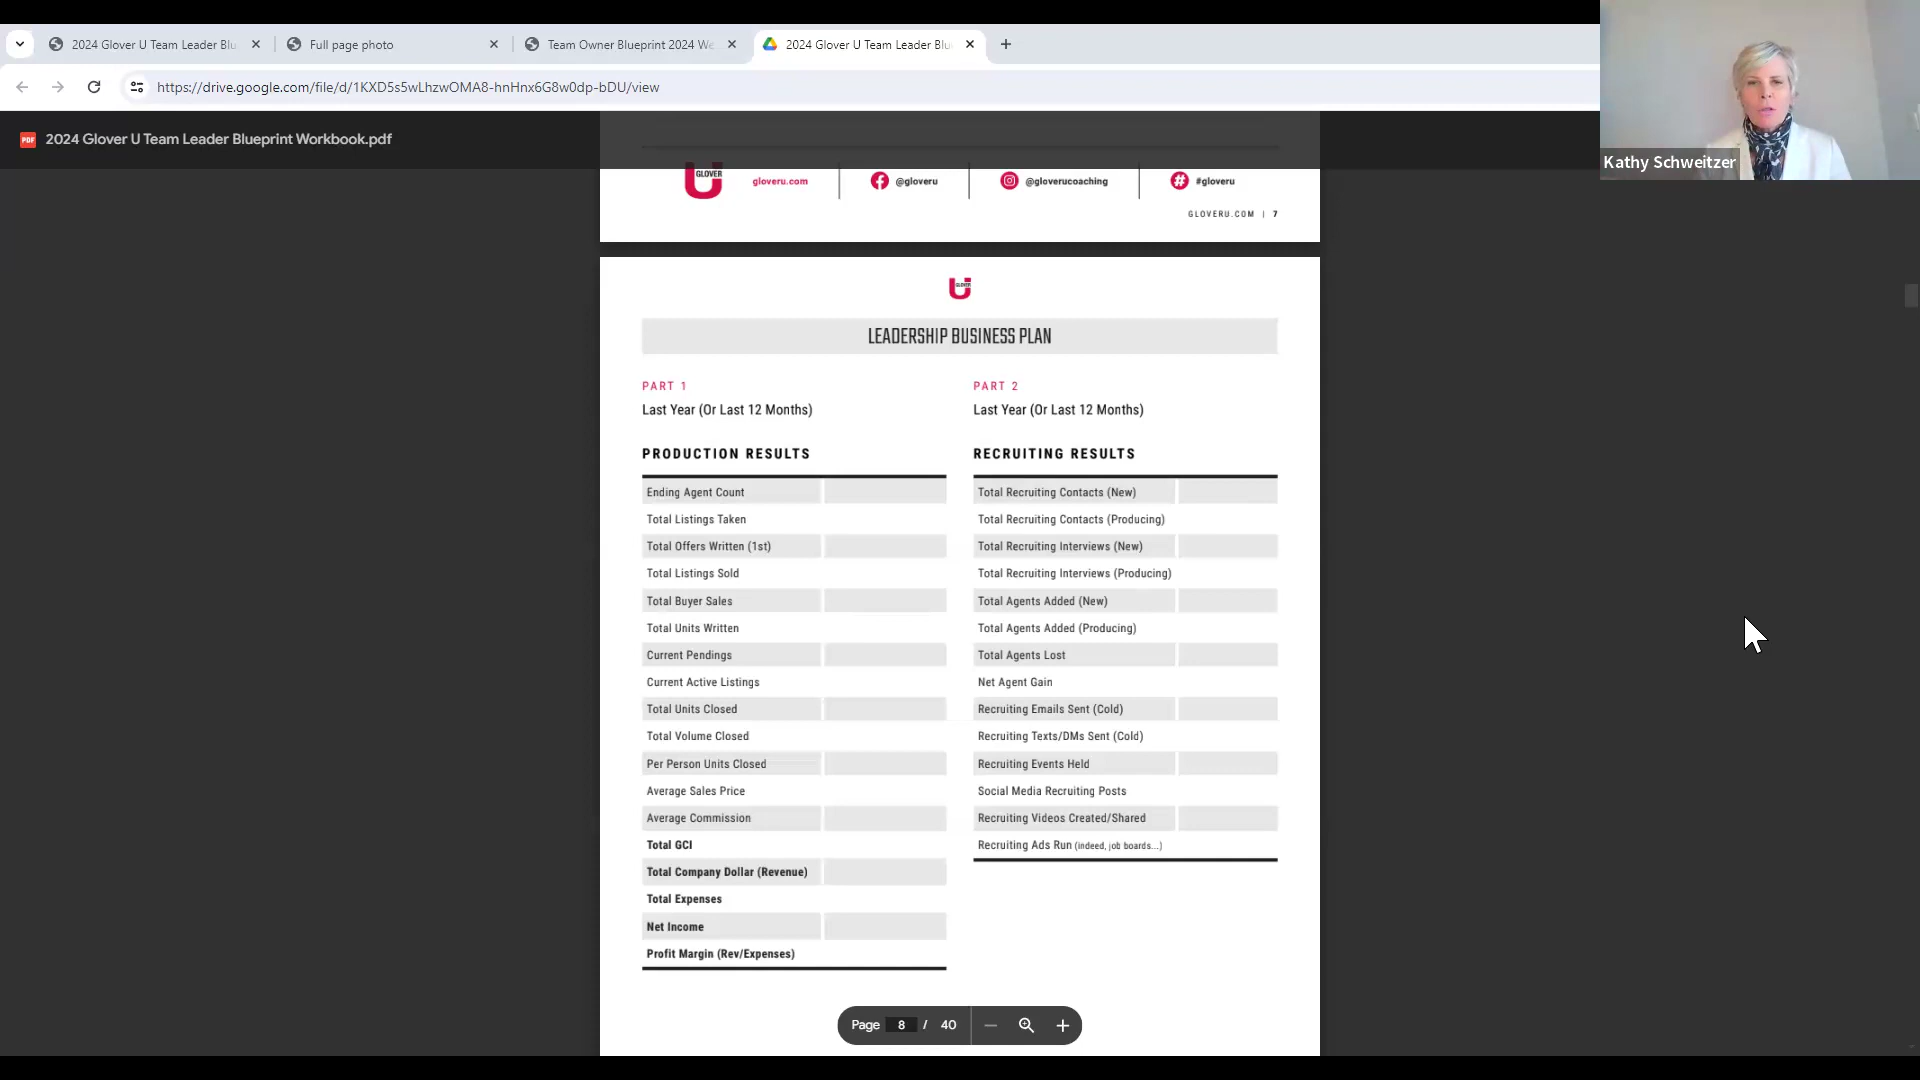 2024 Glover U Team Leader Blu
Full page photo
Team Owner Blueprint 2024 We
2024 Glover U Team Leader Blu
https://drive.google.com/file/d/1KXD5s5wLhzwOMA8-hnHnx6G8w0dp-bDU/view
PDF
2024 Glover U Team Leader Blueprint Workbook.pdf
Kathy Schweitzer
GLOVER
U
gloveru.com
@gloveru
@gloverucoaching
#gloveru
GLOVERU.COM | 7
GLOVER
U
LEADERSHIP BUSINESS PLAN
PART 1
Last Year (Or Last 12 Months)
PRODUCTION RESULTS
Ending Agent Count
Total Listings Taken
Total Offers Written (1st)
Total Listings Sold
Total Buyer Sales
Total Units Written
Current Pendings
Current Active Listings
Total Units Closed
Total Volume Closed
Per Person Units Closed
Average Sales Price
Average Commission
Total GCI
Total Company Dollar (Revenue)
Total Expenses
Net Income
Profit Margin (Rev/Expenses)
PART 2
Last Year (Or Last 12 Months)
RECRUITING RESULTS
Total Recruiting Contacts (New)
Total Recruiting Contacts (Producing)
Total Recruiting Interviews (New)
Total Recruiting Interviews (Producing)
Total Agents Added (New)
Total Agents Added (Producing)
Total Agents Lost
Net Agent Gain
Recruiting Emails Sent (Cold)
Recruiting Texts/DMs Sent (Cold)
Recruiting Events Held
Social Media Recruiting Posts
Recruiting Videos Created/Shared
Recruiting Ads Run (indeed, job boards...)
Page 8 / 40